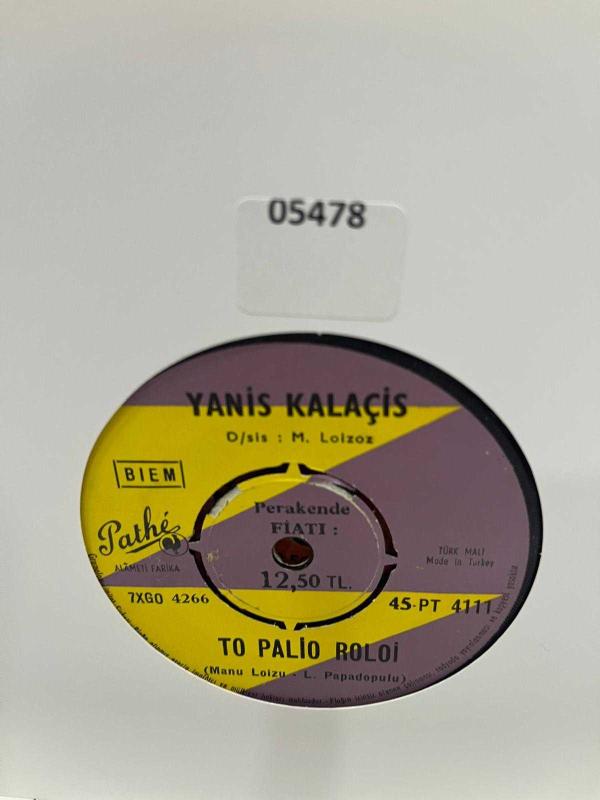 05478
YANİS KALAÇİS
D/sis : M. Loizoz
BIEM
Perakende
FİATI :
12,50 TL.
Pathé
ALÂMETİ FARİKA
TÜRK MALI
Made in Turkey
7XGO 4266
45-PT 4111
TO PALİO ROLOİ
(Manu Loizu - L. Papadopulu)